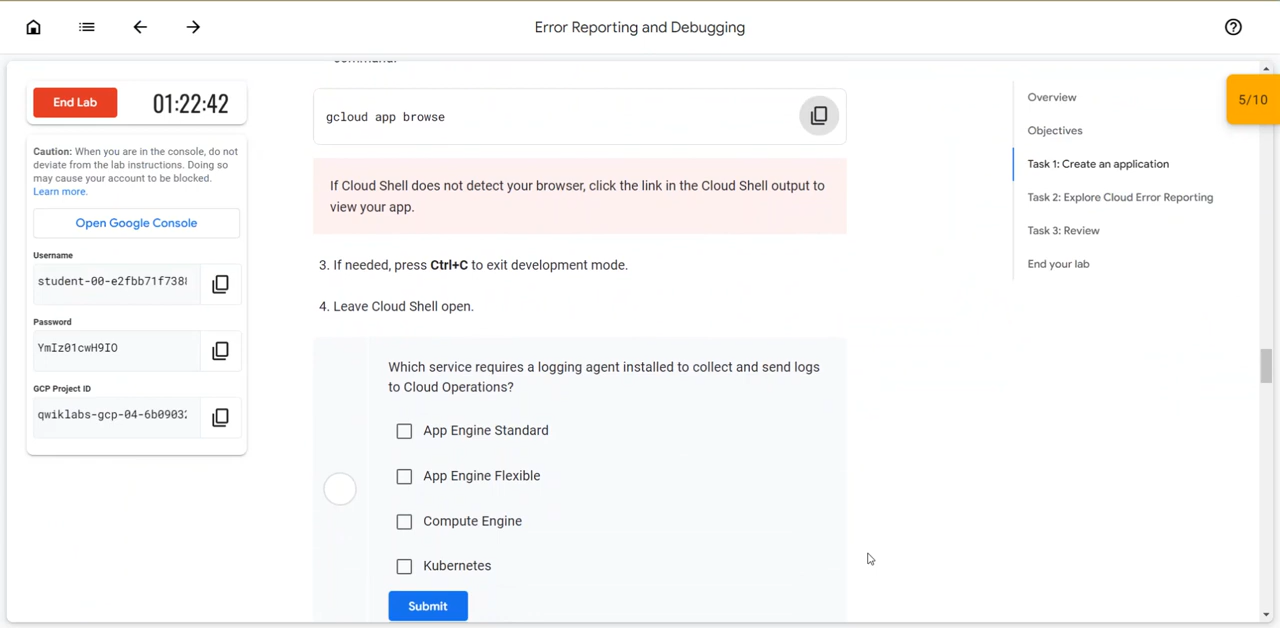 Error Reporting and Debugging
End Lab
01:22:42
Caution: When you are in the console, do not
deviate from the lab instructions. Doing so
may cause your account to be blocked.
Learn more.
Open Google Console
Username
student-00-e2fbb71f738
Password
YmIz01cwH9IO
GCP Project ID
qwiklabs-gcp-04-6b0903
gcloud app browse
If Cloud Shell does not detect your browser, click the link in the Cloud Shell output to
view your app.
3. If needed, press Ctrl+C to exit development mode.
4. Leave Cloud Shell open.
Which service requires a logging agent installed to collect and send logs
to Cloud Operations?
App Engine Standard
App Engine Flexible
Compute Engine
Kubernetes
Submit
Overview
Objectives
Task 1: Create an application
Task 2: Explore Cloud Error Reporting
Task 3: Review
End your lab
5/10